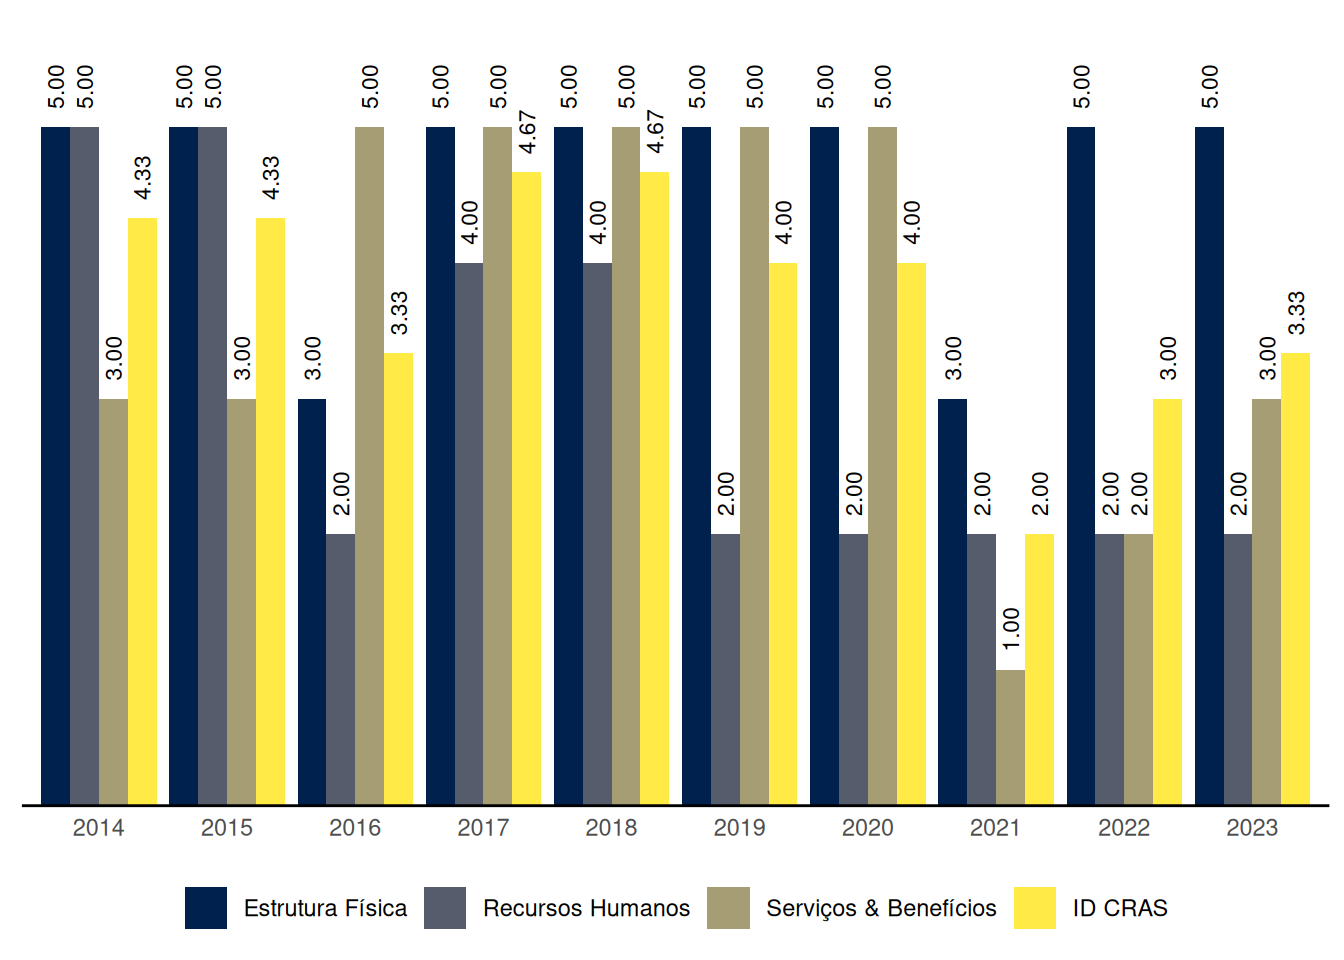 5.00 5.00 3.00 4.33 5.00 5.00 3.00 4.33 3.00 2.00 5.00 3.33 5.00 4.00 5.00 4.67 5.00 4.00 5.00 4.67 5.00 2.00 5.00 4.00 5.00 2.00 5.00 4.00 3.00 2.00 1.00 2.00 5.00 2.00 2.00 3.00 5.00 2.00 3.00 3.33
2014 2015 2016 2017 2018 2019 2020 2021 2022 2023
Estrutura Física Recursos Humanos Serviços & Benefícios ID CRAS